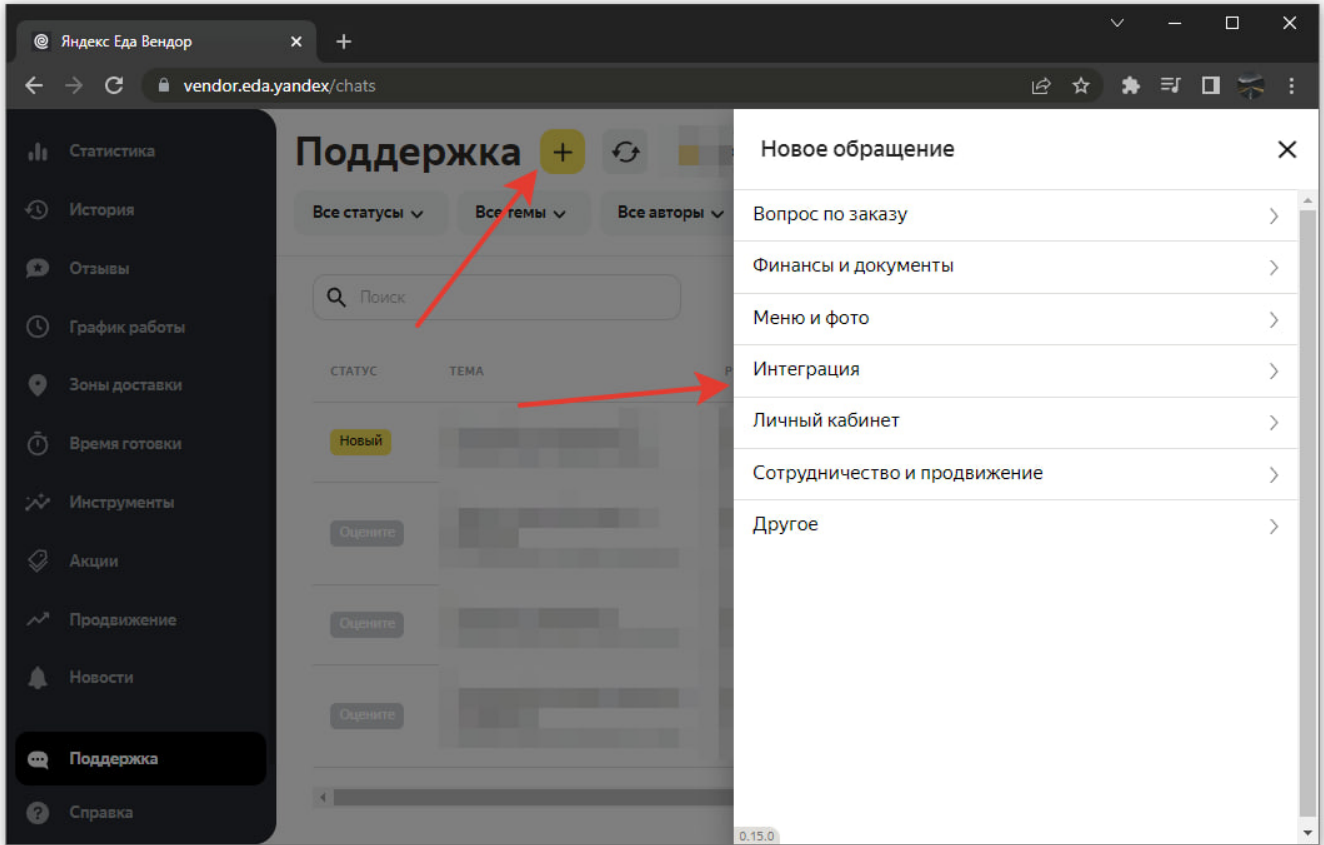 Яндекс Еда Вендор
vendor.eda.yandex/chats
Статистика
История
Отзывы
График работы
Зоны доставки
Время готовки
Инструменты
Акции
Продвижение
Новости
Поддержка
Справка
Поддержка
Все статусы
Все темы
Все авторы
Поиск
СТАТУС
ТЕМА
Новый
Оцените
Оцените
Оцените
Новое обращение
Вопрос по заказу
Финансы и документы
Меню и фото
Интеграция
Личный кабинет
Сотрудничество и продвижение
Другое
0.15.0